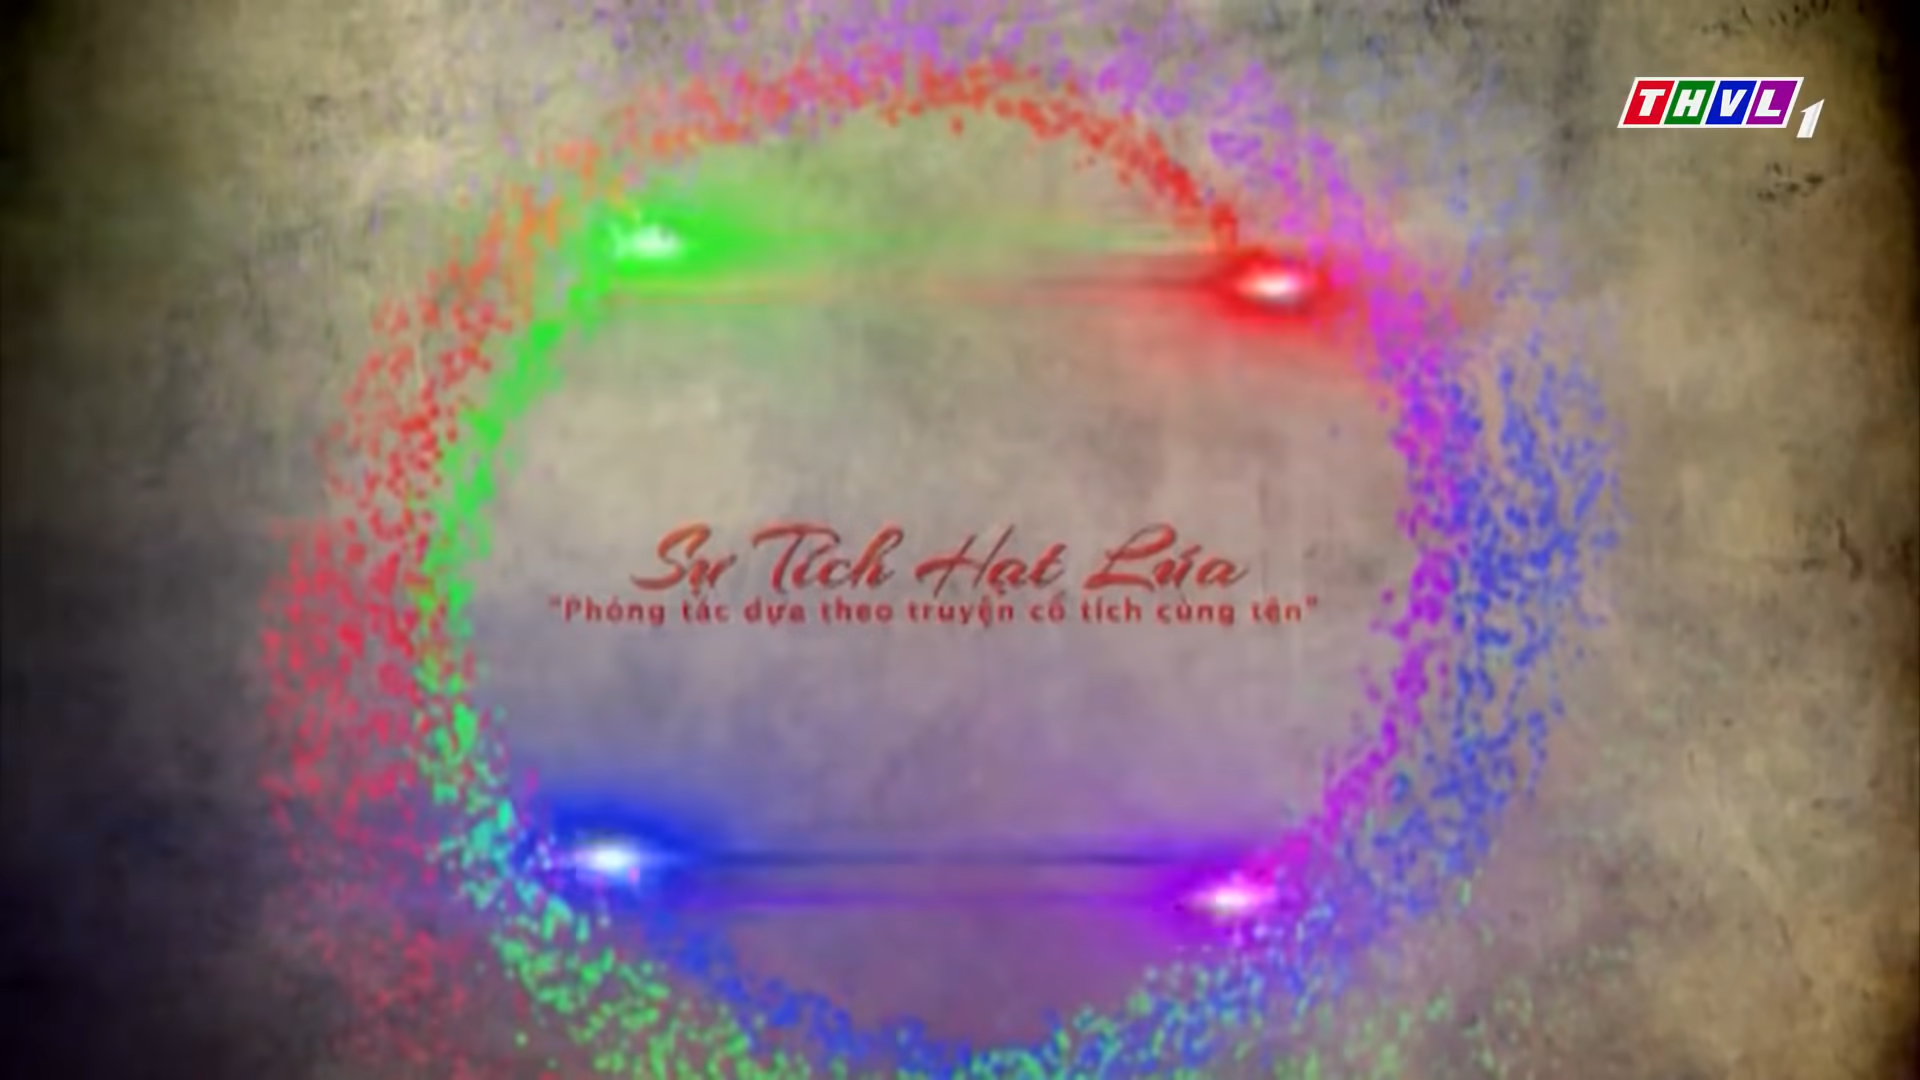 THVL1
Sự Tích Hạt Lúa
"Phóng tác dựa theo truyện cổ tích cùng tên"